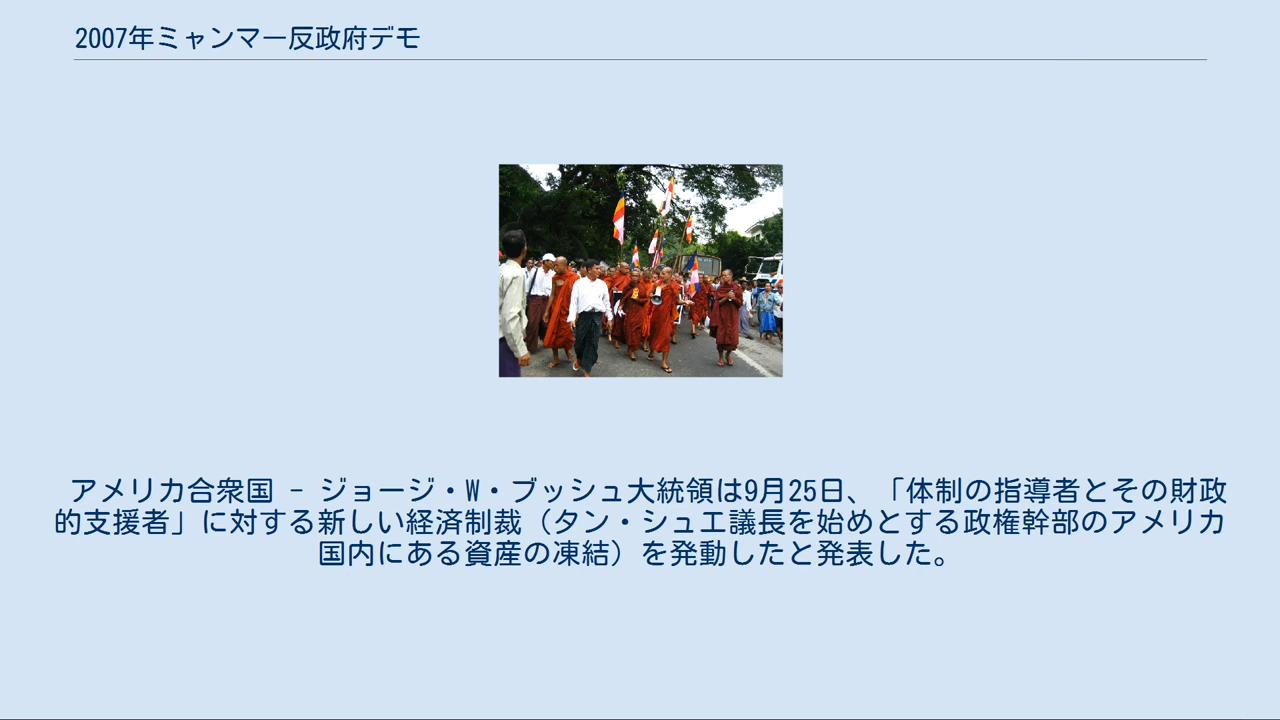 2007年ミャンマー反政府デモ
アメリカ合衆国 - ジョージ・W・ブッシュ大統領は9月25日、「体制の指導者とその財政
的支援者」に対する新しい経済制裁（タン・シュエ議長を始めとする政権幹部のアメリカ
国内にある資産の凍結）を発動したと発表した。